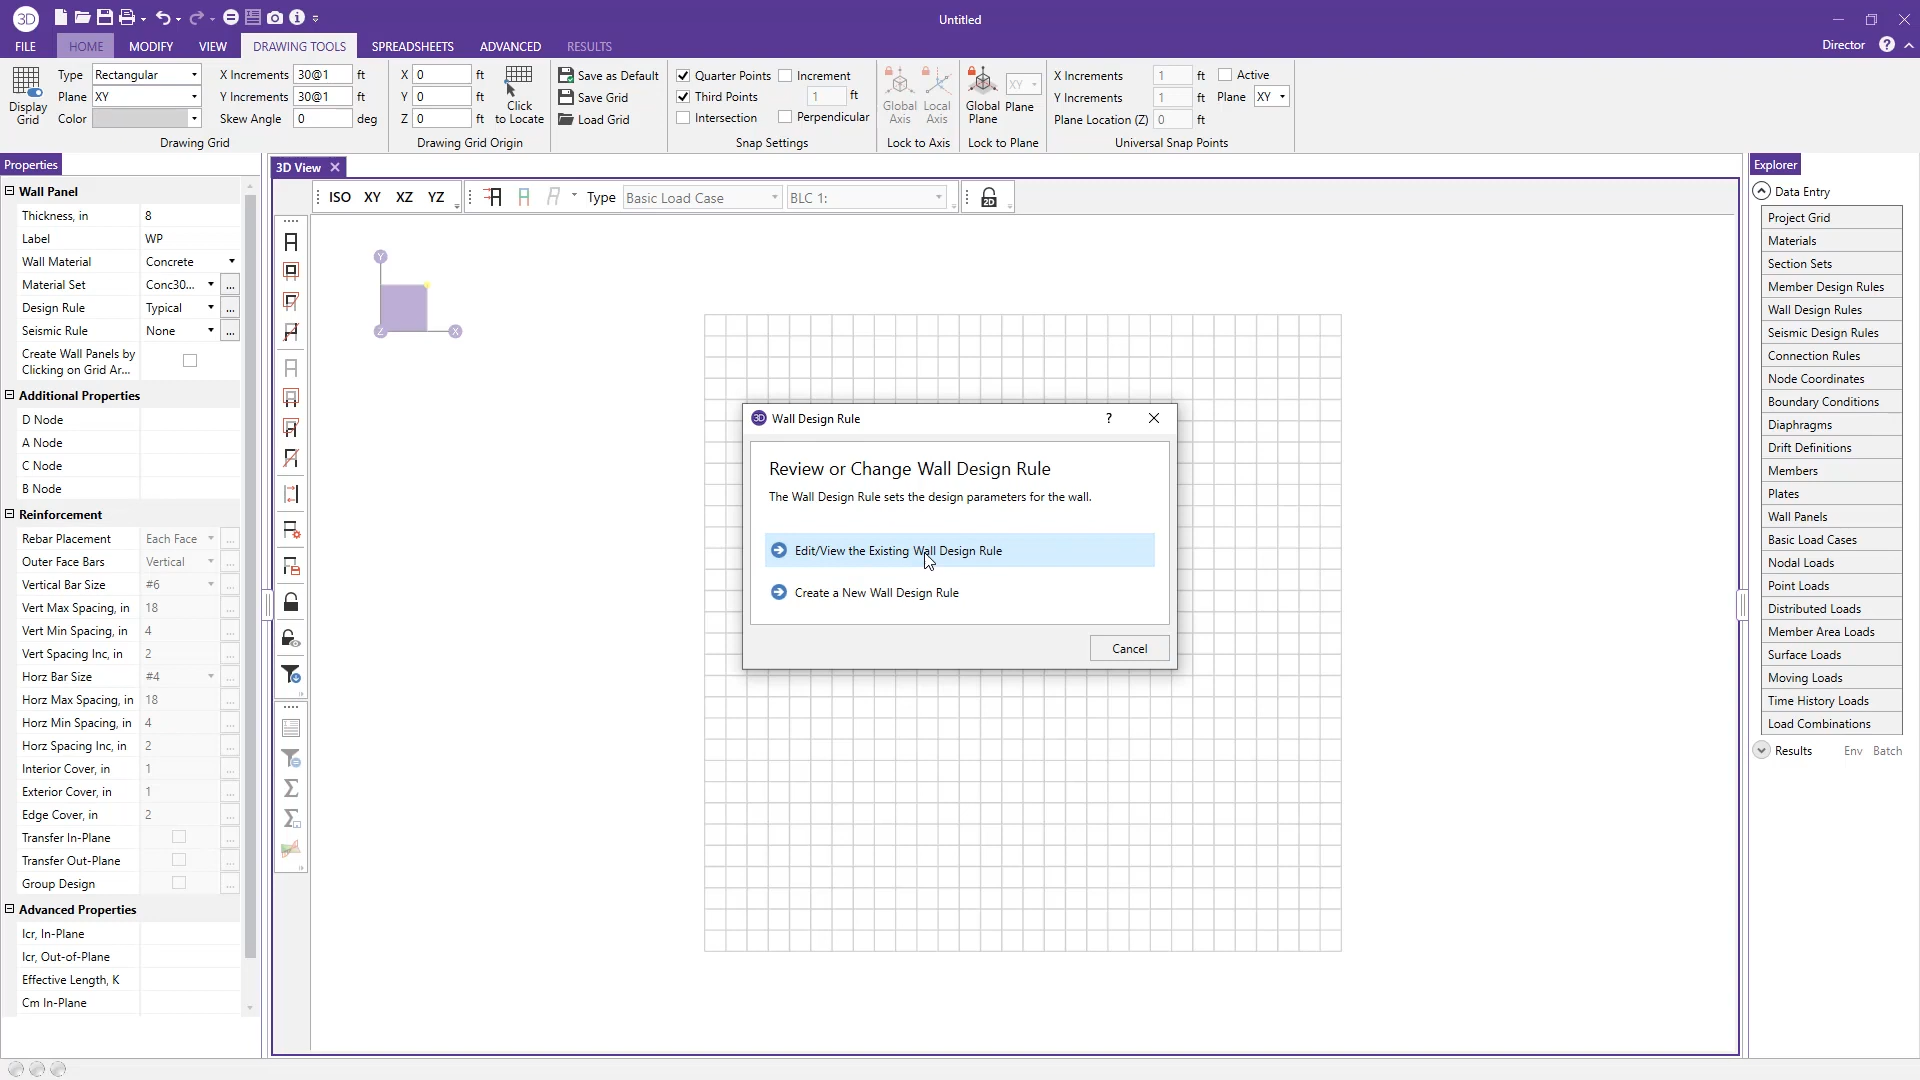 3D
Untitled
FILE
HOME
MODIFY
VIEW
DRAWING TOOLS
SPREADSHEETS
ADVANCED
RESULTS
Director
?
Display Grid
Type Rectangular
Plane XY
Color
X Increments 30@1 ft
Y Increments 30@1 ft
Skew Angle 0 deg
Drawing Grid
X 0 ft
Y 0 ft
Z 0 ft
Click to Locate
Drawing Grid Origin
Save as Default
Save Grid
Load Grid
Quarter Points
Third Points
Intersection
Increment
1 ft
Perpendicular
Snap Settings
Global Axis
Local Axis
Lock to Axis
Global Plane
XY
Plane
Lock to Plane
X Increments 1 ft
Y Increments 1 ft
Plane Location (Z) 0 ft
Active
Plane XY
Universal Snap Points
Properties
Wall Panel
Thickness, in 8
Label WP
Wall Material Concrete
Material Set Conc30... ...
Design Rule Typical ...
Seismic Rule None ...
Create Wall Panels by
Clicking on Grid Ar...
Additional Properties
D Node
A Node
C Node
B Node
Reinforcement
Rebar Placement Each Face ...
Outer Face Bars Vertical ...
Vertical Bar Size #6 ...
Vert Max Spacing, in 18 ...
Vert Min Spacing, in 4 ...
Vert Spacing Inc, in 2 ...
Horz Bar Size #4 ...
Horz Max Spacing, in 18 ...
Horz Min Spacing, in 4 ...
Horz Spacing Inc, in 2 ...
Interior Cover, in 1 ...
Exterior Cover, in 1 ...
Edge Cover, in 2 ...
Transfer In-Plane ...
Transfer Out-Plane ...
Group Design ...
Advanced Properties
Icr, In-Plane
Icr, Out-of-Plane
Effective Length, K
Cm In-Plane
3D View
ISO XY XZ YZ
Type Basic Load Case BLC 1:
2D
Y
Z
X
3D Wall Design Rule
?
Review or Change Wall Design Rule
The Wall Design Rule sets the design parameters for the wall.
Edit/View the Existing Wall Design Rule
Create a New Wall Design Rule
Cancel
Explorer
Data Entry
Project Grid
Materials
Section Sets
Member Design Rules
Wall Design Rules
Seismic Design Rules
Connection Rules
Node Coordinates
Boundary Conditions
Diaphragms
Drift Definitions
Members
Plates
Wall Panels
Basic Load Cases
Nodal Loads
Point Loads
Distributed Loads
Member Area Loads
Surface Loads
Moving Loads
Time History Loads
Load Combinations
Results Env Batch